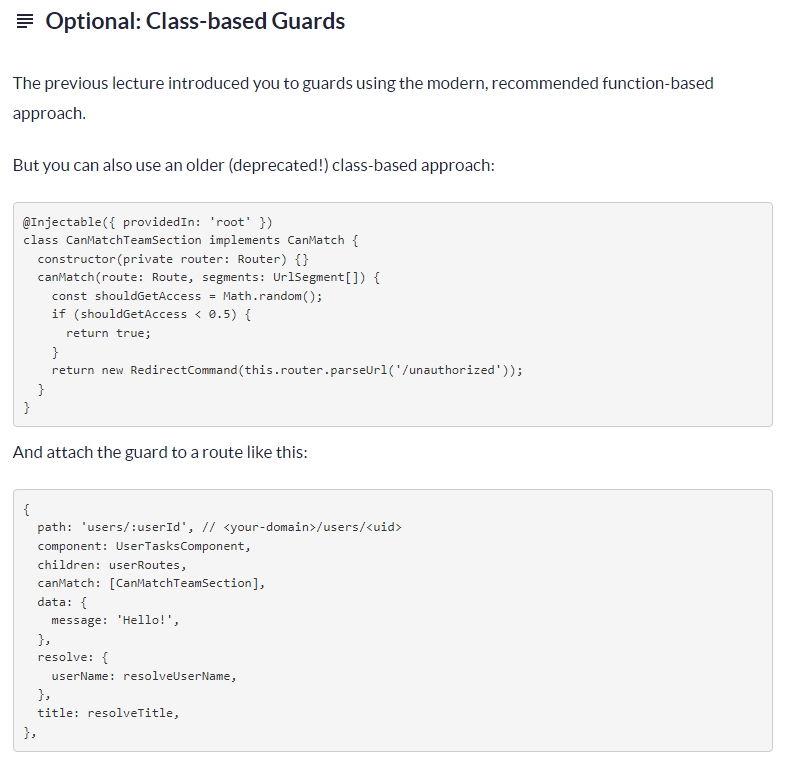 Optional: Class-based Guards
The previous lecture introduced you to guards using the modern, recommended function-based
approach.
But you can also use an older (deprecated!) class-based approach:
@Injectable({ providedIn: 'root' })
class CanMatchTeamSection implements CanMatch {
  constructor(private router: Router) {}
  canMatch(route: Route, segments: UrlSegment[]) {
    const shouldGetAccess = Math.random();
    if (shouldGetAccess < 0.5) {
      return true;
    }
    return new RedirectCommand(this.router.parseUrl('/unauthorized'));
  }
}
And attach the guard to a route like this:
{
  path: 'users/:userId', // <your-domain>/users/<uid>
  component: UserTasksComponent,
  children: userRoutes,
  canMatch: [CanMatchTeamSection],
  data: {
    message: 'Hello!',
  },
  resolve: {
    userName: resolveUserName,
  },
  title: resolveTitle,
},